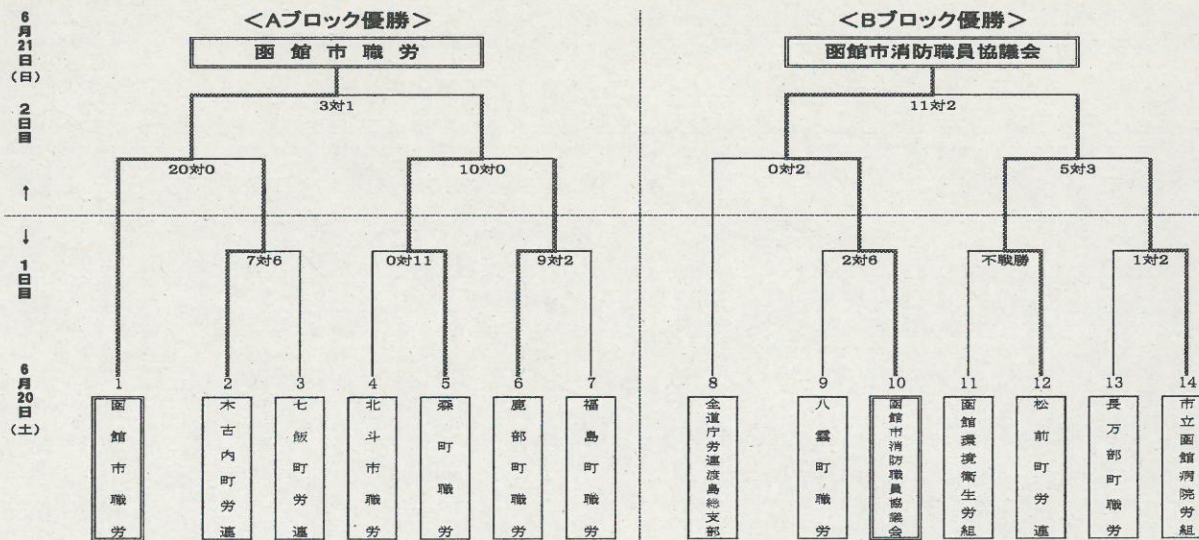 6月21日(日)
2日目
↑
↓
1日目
6月20日(土)
<Aブロック優勝>
函館市職労
3対1
20対0
10対0
7対6
0対11
9対2
<Bブロック優勝>
函館市消防職員協議会
11対2
0対2
5対3
2対6
不戦勝
1対2
1
函館市職労
2
木古内町労連
3
七飯町労連
4
北斗市職労
5
森町職労
6
鹿部町職労
7
福島町職労
8
全道庁労連渡島総支部
9
八雲町職労
10
函館市消防職員協議会
11
函館環境衛生労組
12
松前町労連
13
長万部町職労
14
市立函館病院労組